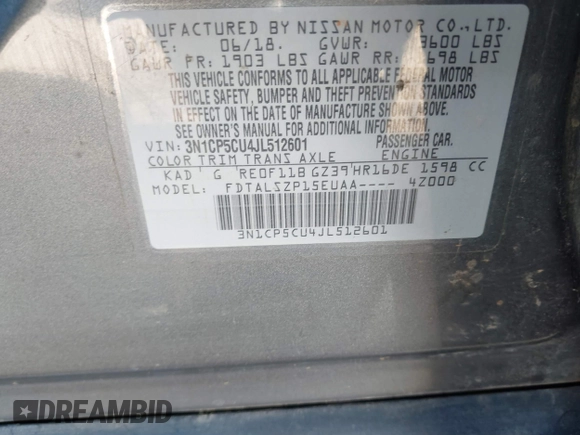 MANUFACTURED BY NISSAN MOTOR CO., LTD.
DATE: 06/18. GVWR: 3600 LBS
GAWR FR: 1903 LBS GAWR RR: 1698 LBS
THIS VEHICLE CONFORMS TO ALL APPLICABLE FEDERAL MOTOR
VEHICLE SAFETY, BUMPER AND THEFT PREVENTION STANDARDS
IN EFFECT ON THE DATE OF MANUFACTURE SHOWN ABOVE.
SEE OWNER'S MANUAL FOR ADDITIONAL INFORMATION
VIN: 3N1CP5CU4JL512601 PASSENGER CAR.
COLOR TRIM TRANS AXLE ENGINE
KAD G RE0F11B GZ39 HR16DE 1598 CC
MODEL: FDTALSZP15EUAA---- 4Z000
3N1CP5CU4JL512601
DREAMBID